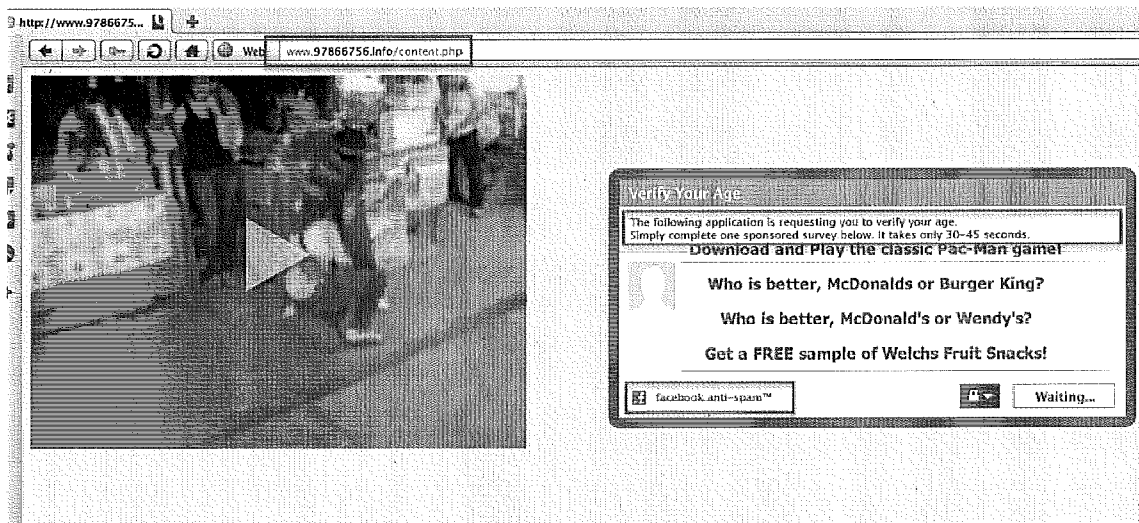 http://www.9786675...
Web
www.97866756.info/content.php
Verify Your Age
The following application is requesting you to verify your age.
Simply complete one sponsored survey below. It takes only 30-45 seconds.
Download and Play the classic Pac-Man game!
Who is better, McDonalds or Burger King?
Who is better, McDonald's or Wendy's?
Get a FREE sample of Welchs Fruit Snacks!
facebook anti-spam™
Waiting...